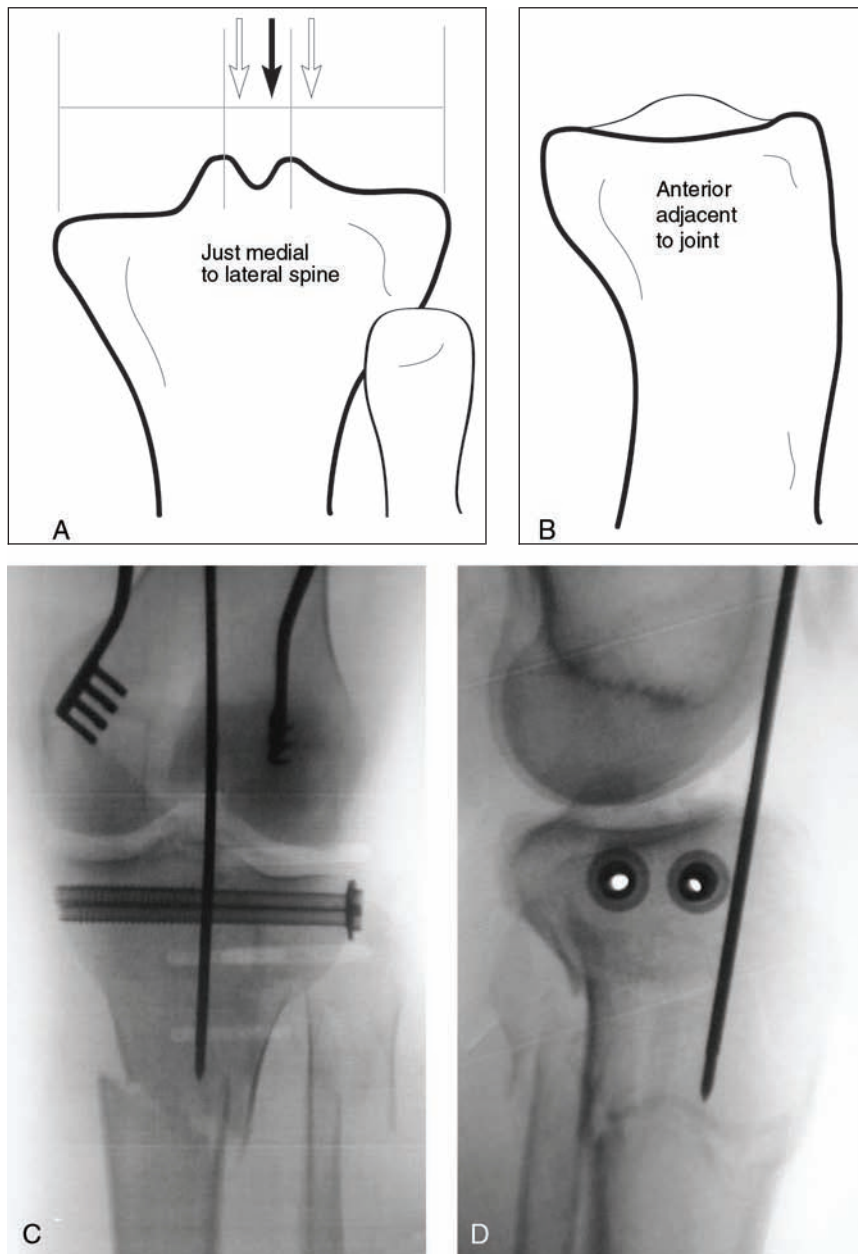 Just medial
to lateral spine
A
Anterior
adjacent
to joint
B
C
D